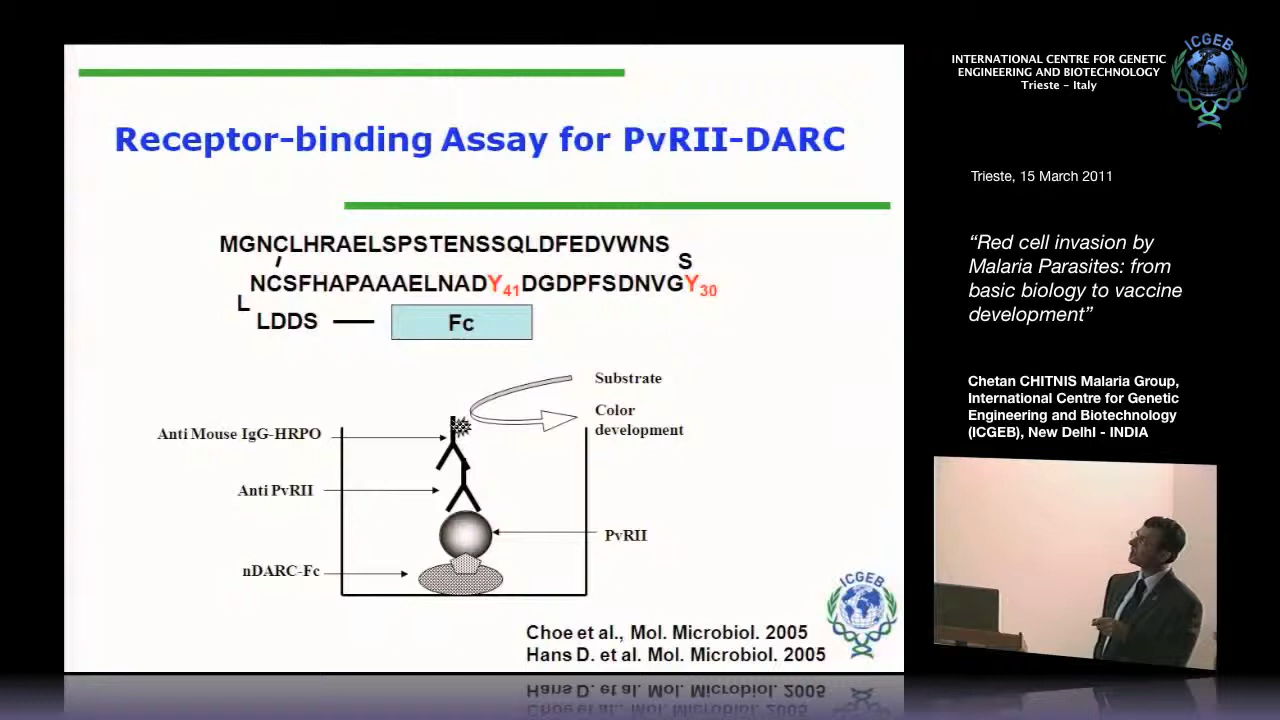 Receptor-binding Assay for PvRII-DARC
MGNCLHRAELSPSTENSSQLDFEDVWNS
S
NCSFHAPAAAELNADY41DGDPFSDNVGY30
L
LDDS
Fc
Substrate
Color
development
Anti Mouse IgG-HRPO
Anti PvRII
PvRII
nDARC-Fc
ICGEB
Choe et al., Mol. Microbiol. 2005
Hans D. et al. Mol. Microbiol. 2005
INTERNATIONAL CENTRE FOR GENETIC
ENGINEERING AND BIOTECHNOLOGY
Trieste - Italy
ICGEB
Trieste, 15 March 2011
“Red cell invasion by
Malaria Parasites: from
basic biology to vaccine
development”
Chetan CHITNIS Malaria Group,
International Centre for Genetic
Engineering and Biotechnology
(ICGEB), New DelhI - INDIA